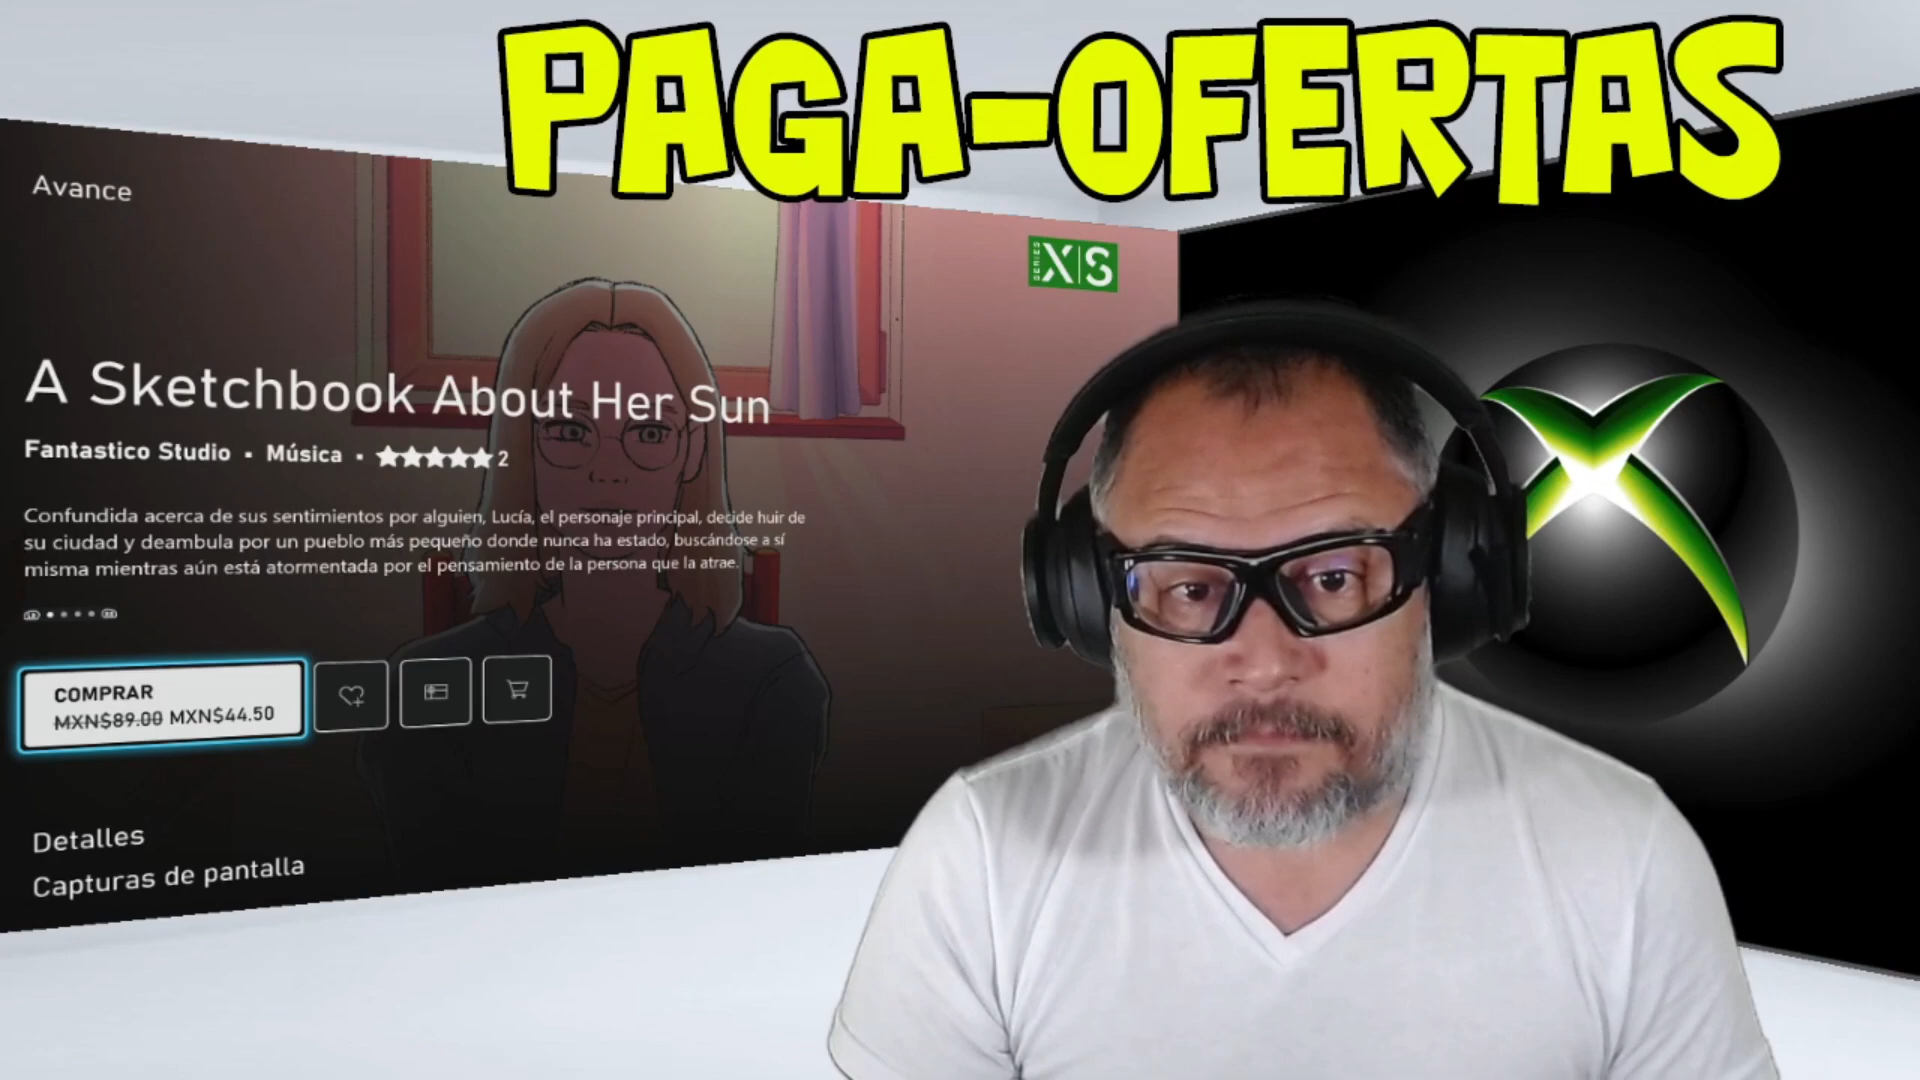 PAGA-OFERTAS
Avance
SERIES X|S
A Sketchbook About Her Sun
Fantastico Studio • Música • ★★★★★ 2
Confundida acerca de sus sentimientos por alguien, Lucía, el personaje principal, decide huir de
su ciudad y deambula por un pueblo más pequeño donde nunca ha estado, buscándose a sí
misma mientras aún está atormentada por el pensamiento de la persona que la atrae.
COMPRAR
MXN$89.00 MXN$44.50
Detalles
Capturas de pantalla